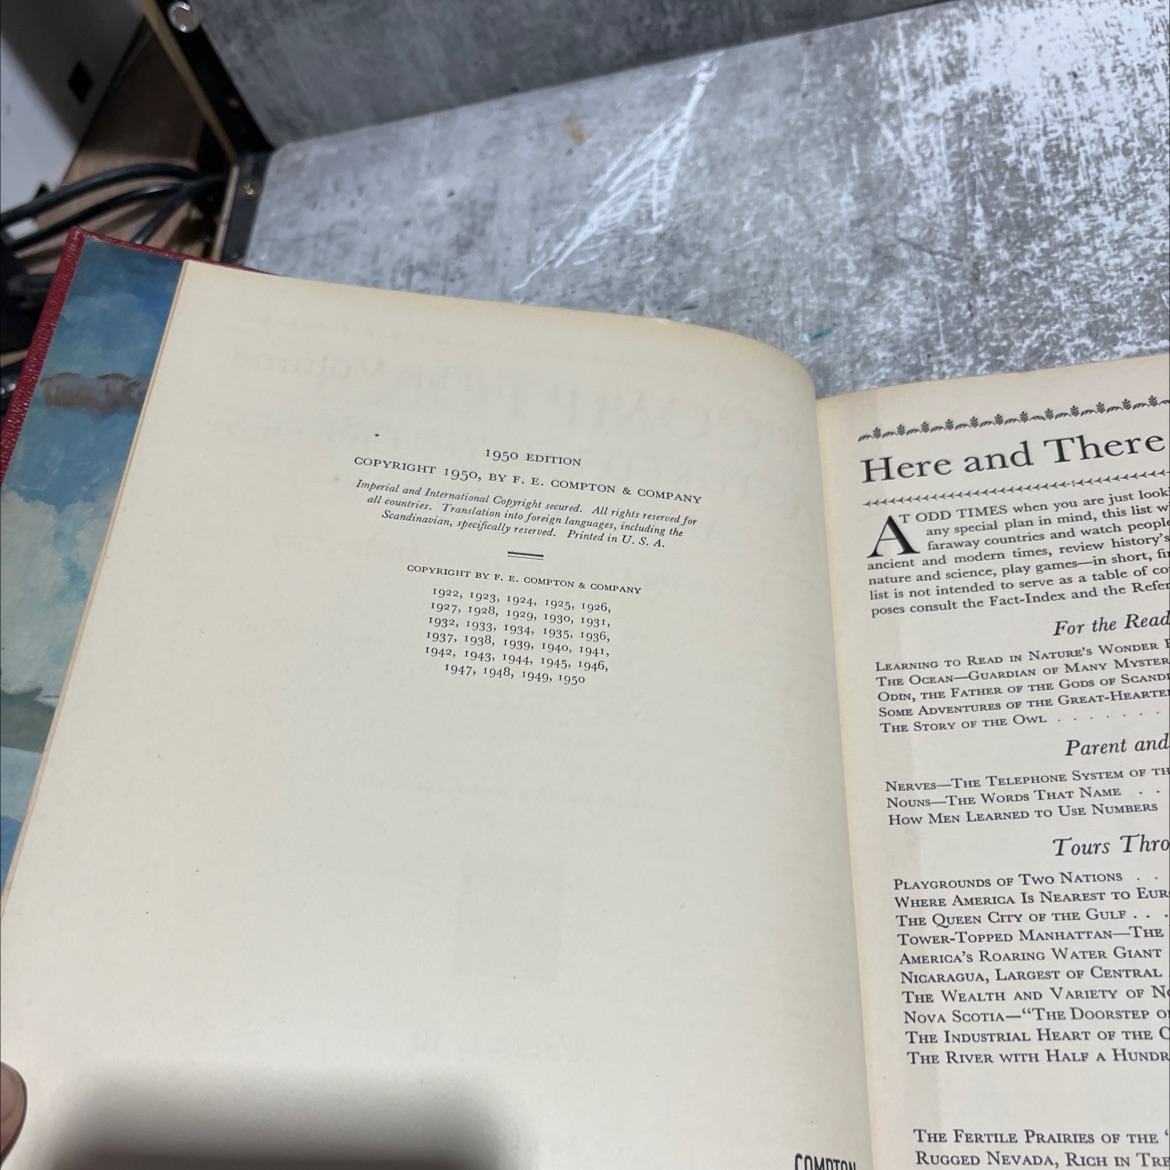 1950 EDITION
COPYRIGHT 1950, BY F. E. COMPTON & COMPANY
Imperial and International Copyright secured. All rights reserved for
all countries. Translation into foreign languages, including the
Scandinavian, specifically reserved. Printed in U. S. A.
COPYRIGHT BY F. E. COMPTON & COMPANY
1922, 1923, 1924, 1925, 1926,
1927, 1928, 1929, 1930, 1931,
1932, 1933, 1934, 1935, 1936,
1937, 1938, 1939, 1940, 1941,
1942, 1943, 1944, 1945, 1946,
1947, 1948, 1949, 1950
COMPTON
Here and There
AT ODD TIMES when you are just look
any special plan in mind, this list
faraway countries and watch people
ancient and modern times, review history's
nature and science, play games—in short,
list is not intended to serve as a table of
poses consult the Fact-Index and the
For the Read
LEARNING TO READ IN NATURE'S WONDER
THE OCEAN—GUARDIAN OF MANY
ODIN, THE FATHER OF THE GODS OF
SOME ADVENTURES OF THE GREAT-HEARTE
THE STORY OF THE OWL . . . . . . .
Parent and
NERVES—THE TELEPHONE SYSTEM OF
NOUNS—THE WORDS THAT NAME . .
HOW MEN LEARNED TO USE NUMBERS
Tours Thro
PLAYGROUNDS OF TWO NATIONS . .
WHERE AMERICA IS NEAREST TO EUR
THE QUEEN CITY OF THE GULF . . .
TOWER-TOPPED MANHATTAN—THE
AMERICA'S ROARING WATER GIANT
NICARAGUA, LARGEST OF CENTRAL
THE WEALTH AND VARIETY OF
NOVA SCOTIA—"THE DOORSTEP
THE INDUSTRIAL HEART OF THE
THE RIVER WITH HALF A HUNDR
THE FERTILE PRAIRIES OF THE
RUGGED NEVADA, RICH IN TRE